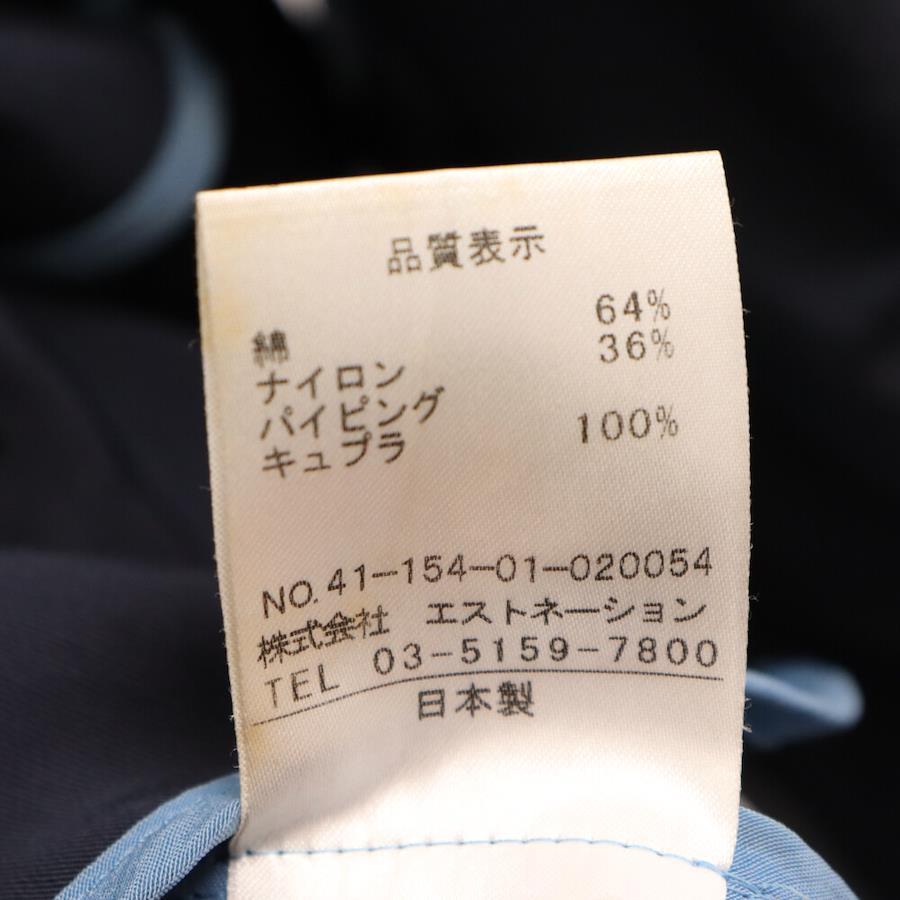 品質表示
綿 64%
ナイロン 36%
パイピング
キュプラ 100%
NO.41-154-01-020054
株式会社 エストネーション
TEL 03-5159-7800
日本製